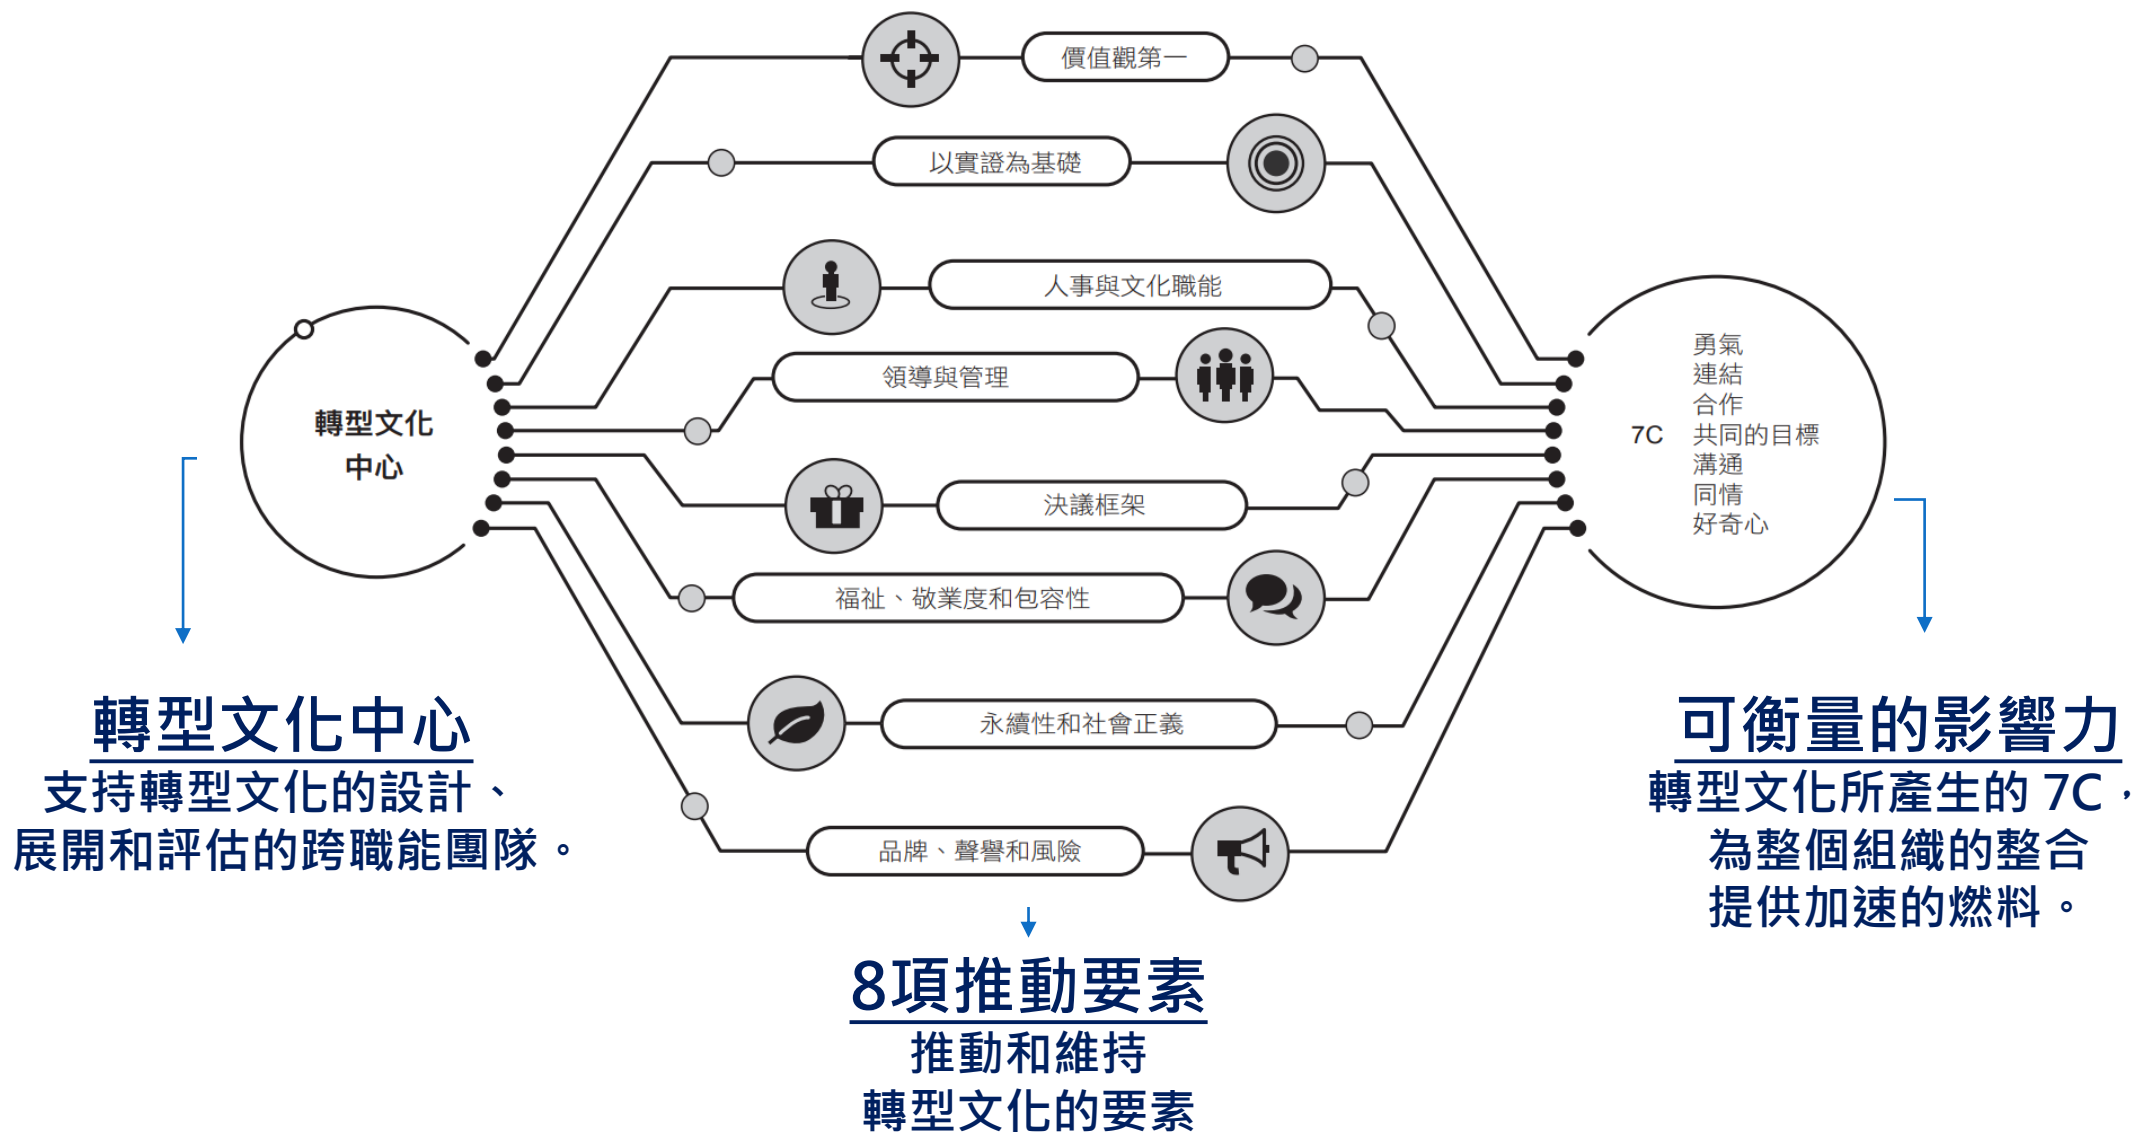 價值觀第一
以實證為基礎
人事與文化職能
領導與管理
決議框架
福祉、敬業度和包容性
永續性和社會正義
品牌、聲譽和風險
轉型文化
中心
7C
勇氣
連結
合作
共同的目標
溝通
同情
好奇心
轉型文化中心
支持轉型文化的設計、
展開和評估的跨職能團隊。
8項推動要素
推動和維持
轉型文化的要素
可衡量的影響力
轉型文化所產生的 7C，
為整個組織的整合
提供加速的燃料。